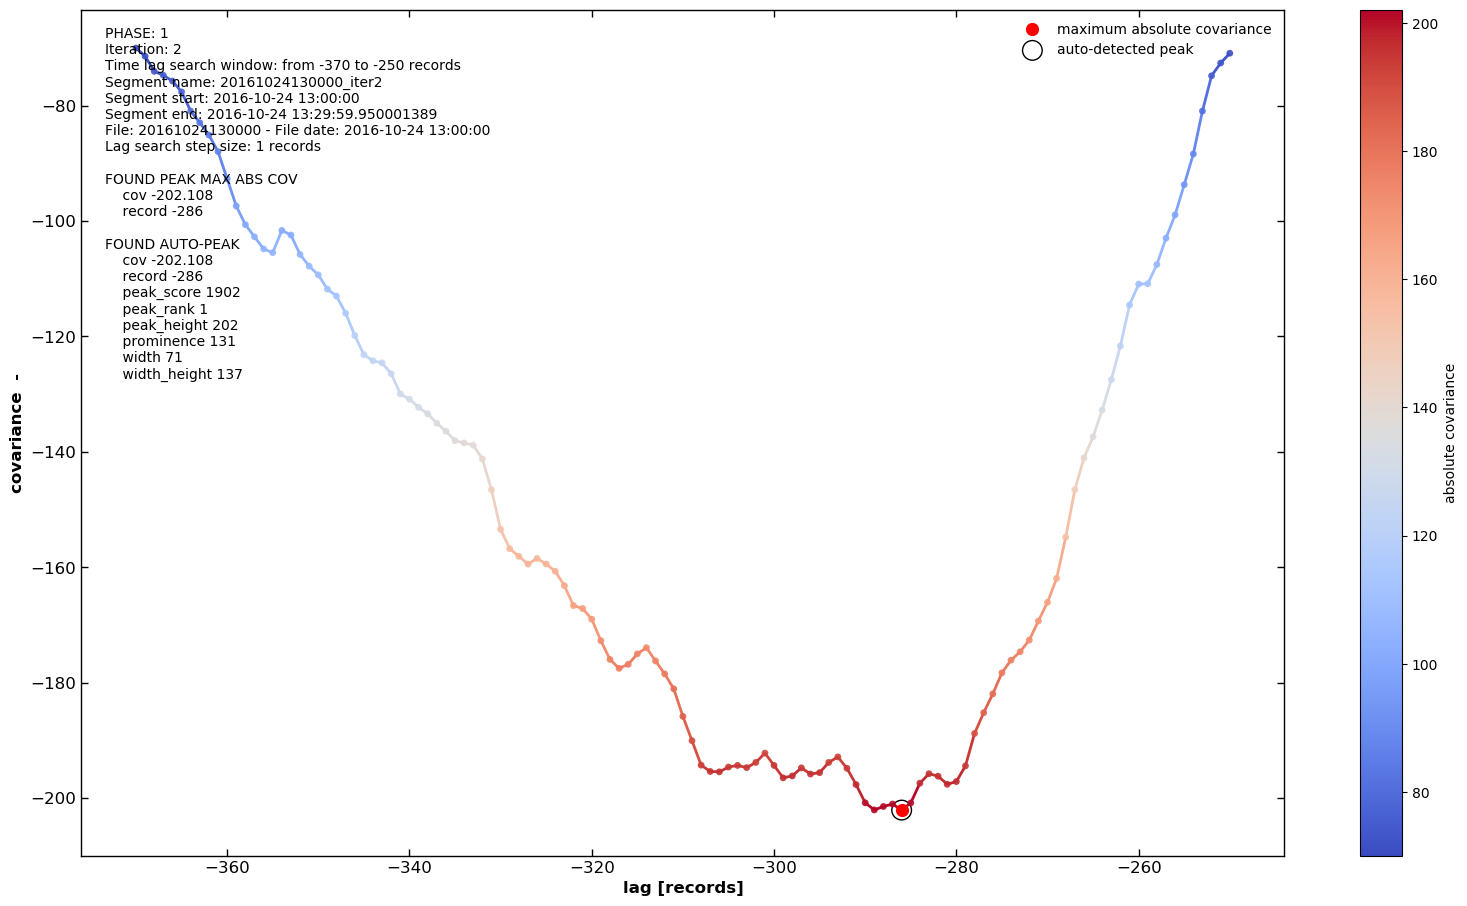 PHASE: 1
Iteration: 2
Time lag search window: from -370 to -250 records
Segment name: 20161024130000_iter2
Segment start: 2016-10-24 13:00:00
Segment end: 2016-10-24 13:29:59.950001389
File: 20161024130000 - File date: 2016-10-24 13:00:00
Lag search step size: 1 records
FOUND PEAK MAX ABS COV
cov -202.108
record -286
FOUND AUTO-PEAK
cov -202.108
record -286
peak_score 1902
peak_rank 1
peak_height 202
prominence 131
width 71
width_height 137
maximum absolute covariance
auto-detected peak
−80
−100
−120
−140
−160
−180
−200
covariance  -
−360
−340
−320
−300
−280
−260
lag [records]
200
180
160
140
120
100
80
absolute covariance